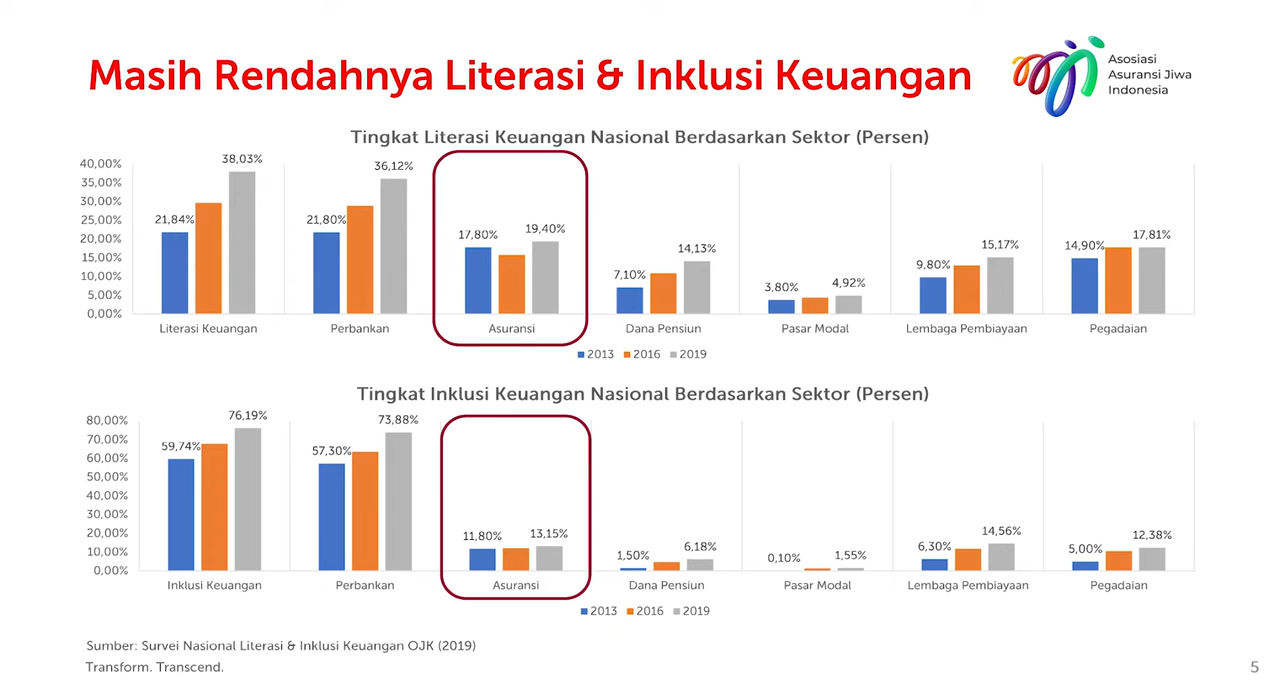 Masih Rendahnya Literasi & Inklusi Keuangan
Asosiasi
Asuransi Jiwa
Indonesia
Tingkat Literasi Keuangan Nasional Berdasarkan Sektor (Persen)
40,00%
35,00%
30,00%
25,00%
20,00%
15,00%
10,00%
5,00%
0,00%
21,84% 38,03%
21,80% 36,12%
17,80% 19,40%
7,10% 14,13%
3,80% 4,92%
9,80% 15,17%
14,90% 17,81%
Literasi Keuangan Perbankan Asuransi Dana Pensiun Pasar Modal Lembaga Pembiayaan Pegadaian
2013 2016 2019
Tingkat Inklusi Keuangan Nasional Berdasarkan Sektor (Persen)
80,00%
70,00%
60,00%
50,00%
40,00%
30,00%
20,00%
10,00%
0,00%
59,74% 76,19%
57,30% 73,88%
11,80% 13,15%
1,50% 6,18%
0,10% 1,55%
6,30% 14,56%
5,00% 12,38%
Inklusi Keuangan Perbankan Asuransi Dana Pensiun Pasar Modal Lembaga Pembiayaan Pegadaian
2013 2016 2019
Sumber: Survei Nasional Literasi & Inklusi Keuangan OJK (2019)
Transform. Transcend.
5